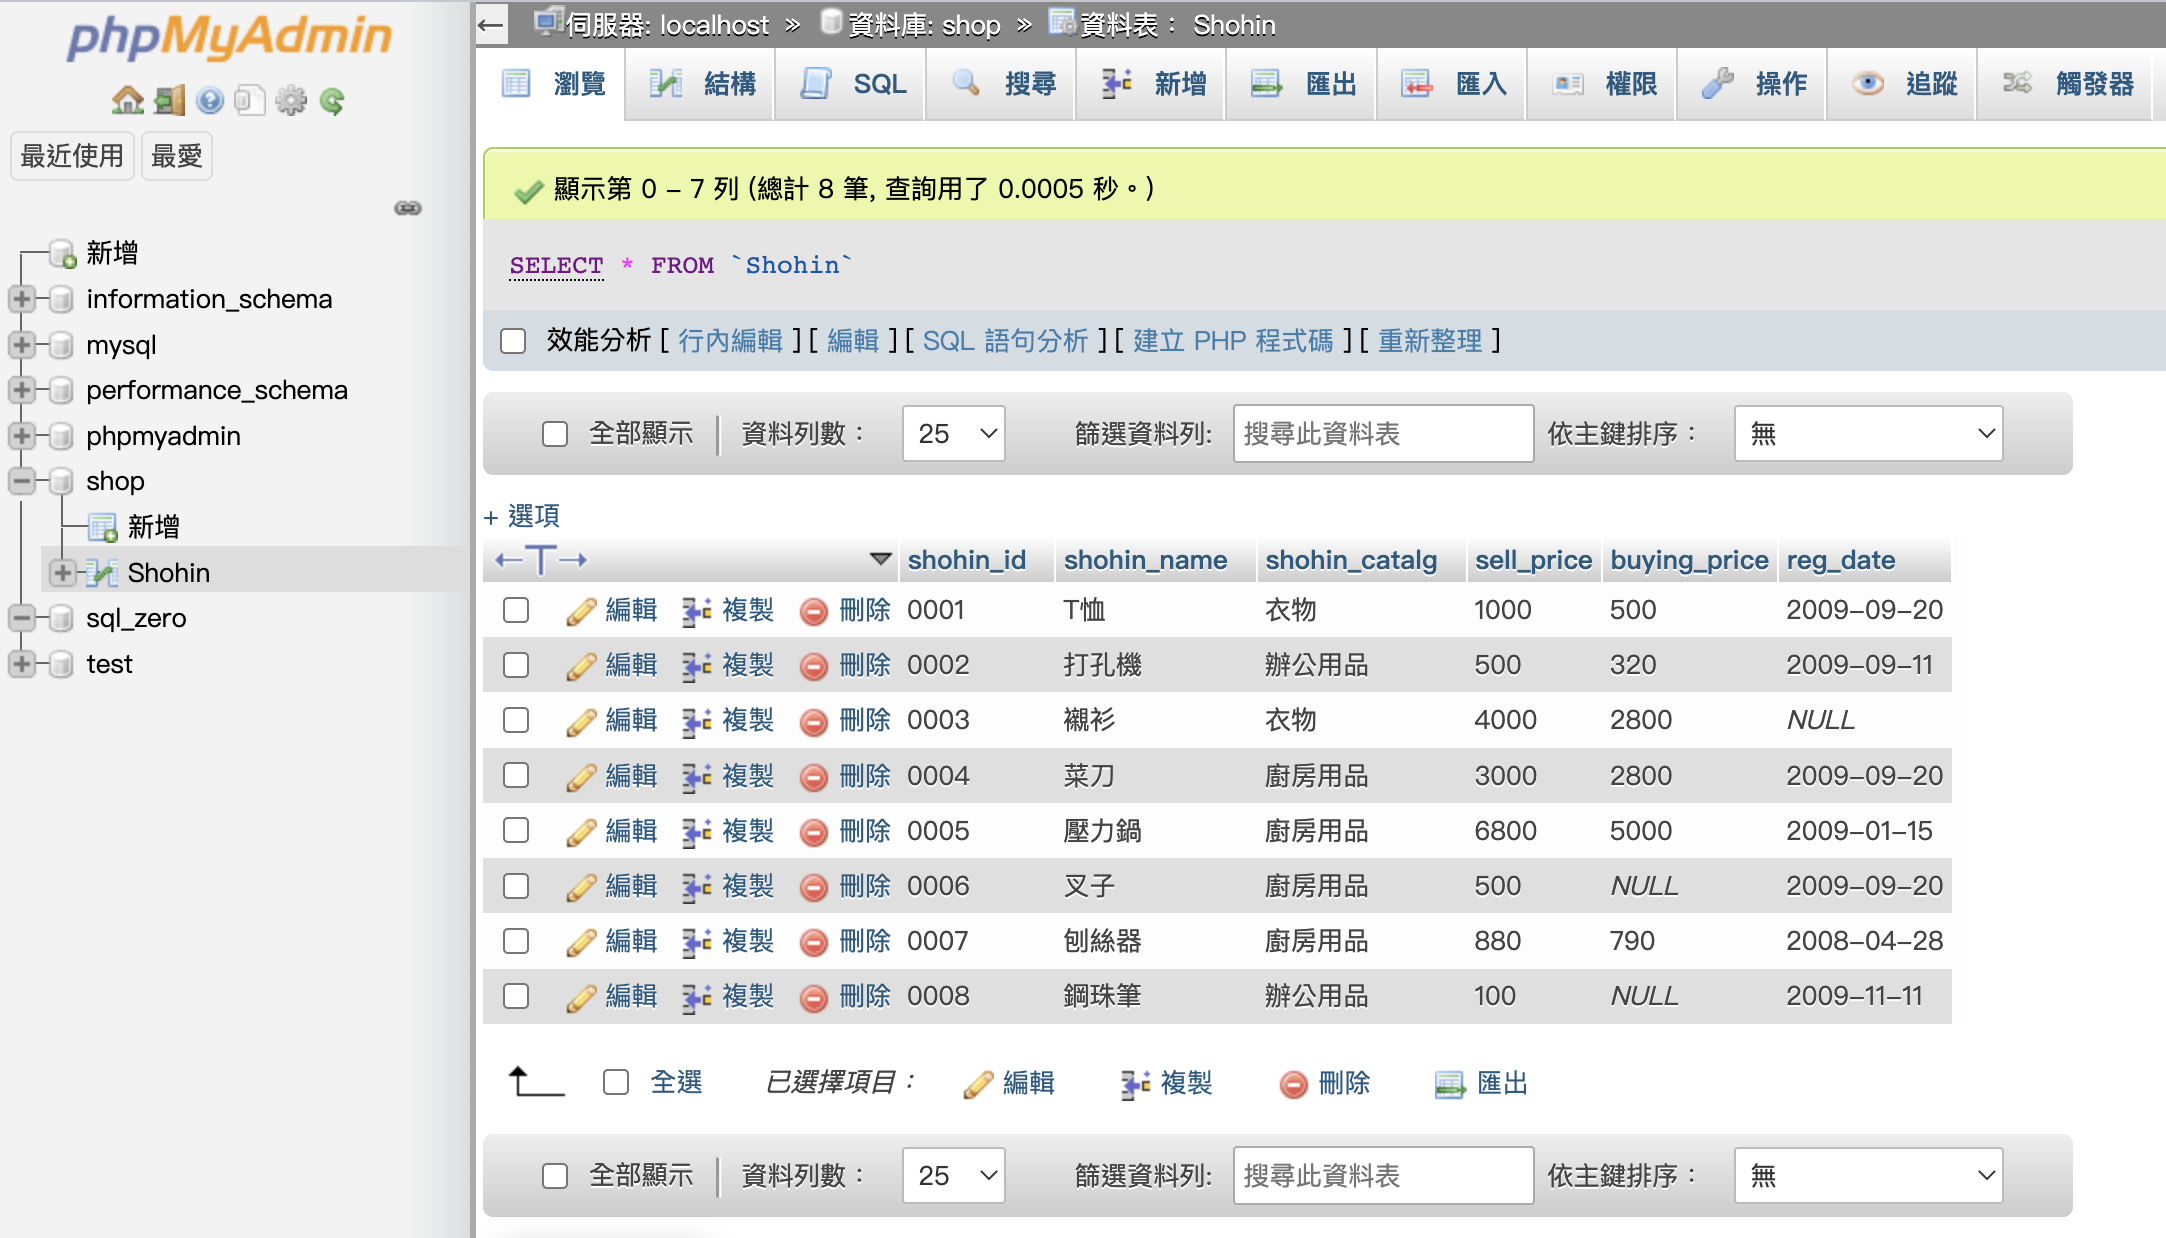 phpMyAdmin
最近使用 最愛
新增
information_schema
mysql
performance_schema
phpmyadmin
shop
新增
Shohin
sql_zero
test
伺服器: localhost » 資料庫: shop » 資料表： Shohin
瀏覽 結構 SQL 搜尋 新增 匯出 匯入 權限 操作 追蹤 觸發器
顯示第 0 - 7 列 (總計 8 筆, 查詢用了 0.0005 秒。)
SELECT * FROM `Shohin`
效能分析 [ 行內編輯 ] [ 編輯 ] [ SQL 語句分析 ] [ 建立 PHP 程式碼 ] [ 重新整理 ]
全部顯示 資料列數： 25 篩選資料列: 搜尋此資料表 依主鍵排序： 無
+ 選項
←T→ shohin_id shohin_name shohin_catalg sell_price buying_price reg_date
編輯 複製 刪除 0001 T恤 衣物 1000 500 2009-09-20
編輯 複製 刪除 0002 打孔機 辦公用品 500 320 2009-09-11
編輯 複製 刪除 0003 襯衫 衣物 4000 2800 NULL
編輯 複製 刪除 0004 菜刀 廚房用品 3000 2800 2009-09-20
編輯 複製 刪除 0005 壓力鍋 廚房用品 6800 5000 2009-01-15
編輯 複製 刪除 0006 叉子 廚房用品 500 NULL 2009-09-20
編輯 複製 刪除 0007 刨絲器 廚房用品 880 790 2008-04-28
編輯 複製 刪除 0008 鋼珠筆 辦公用品 100 NULL 2009-11-11
全選 已選擇項目： 編輯 複製 刪除 匯出
全部顯示 資料列數： 25 篩選資料列: 搜尋此資料表 依主鍵排序： 無